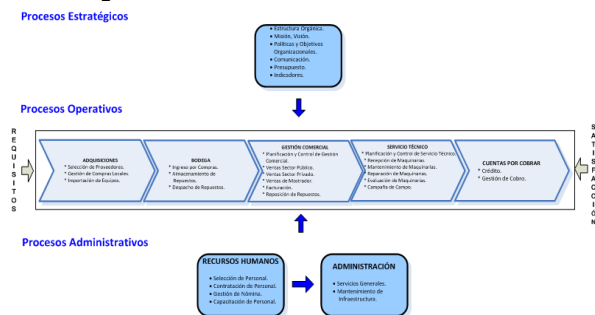 Procesos Estratégicos
• Estructura Orgánica.
• Misión, Visión.
• Políticas y Objetivos
Organizacionales.
• Comunicación.
• Presupuesto.
• Indicadores.
Procesos Operativos
REQUISITOS
ADQUISICIONES
* Selección de Proveedores.
* Gestión de Compras Locales.
* Importación de Equipos.
BODEGA
* Ingreso por Compras.
* Almacenamiento de
Repuestos.
* Despacho de Repuestos.
GESTIÓN COMERCIAL
* Planificación y Control de Gestión
Comercial.
* Ventas Sector Público.
* Ventas Sector Privado.
* Ventas de Mostrador.
* Facturación.
* Reposición de Repuestos.
SERVICIO TÉCNICO
* Planificación y Control de Servicio Técnico
* Recepción de Maquinarias.
* Mantenimiento de Maquinarias.
* Reparación de Maquinarias.
* Evaluación de Maquinarias.
* Campaña de Campo.
CUENTAS POR COBRAR
* Crédito.
* Gestión de Cobro.
SATISFACCIÓN
Procesos Administrativos
RECURSOS HUMANOS
• Selección de Personal.
• Contratación de Personal.
• Gestión de Nómina.
• Capacitación de Personal.
ADMINISTRACIÓN
• Servicios Generales.
• Mantenimiento de
Infraestructura.